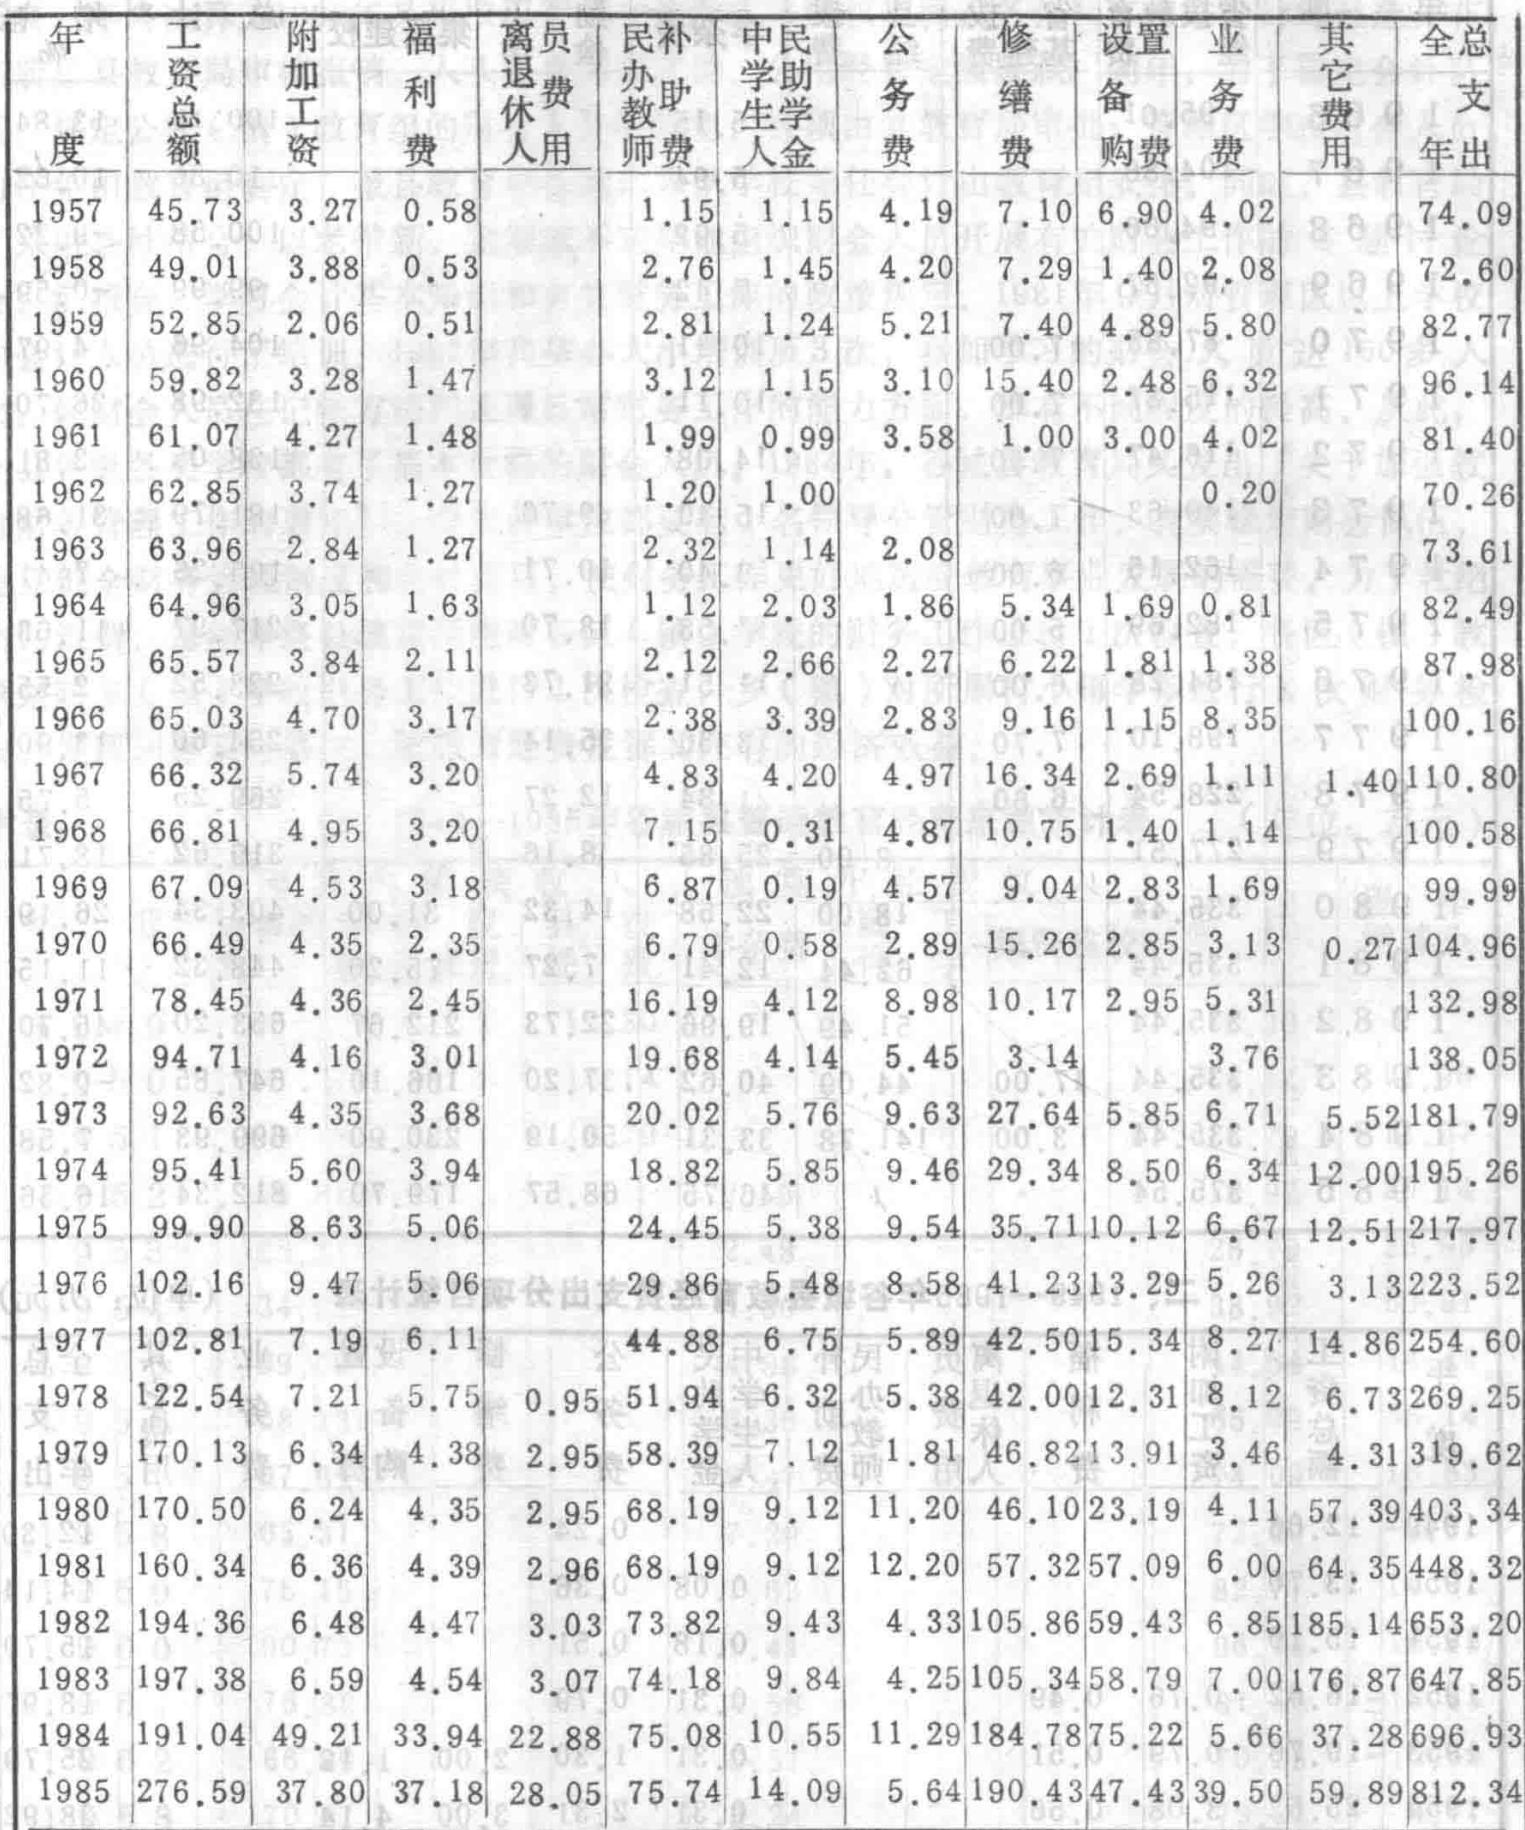 年度 工资总额 附加工资 福利费 离退休人员费用 民办教师补助费 中学生人民助学金 公务费 修缮费 设备购置费 业务费 其它费用 全年总支出
1957 45.73 3.27 0.58 1.15 1.15 4.19 7.10 6.90 4.02 74.09
1958 49.01 3.88 0.53 2.76 1.45 4.20 7.29 1.40 2.08 72.60
1959 52.85 2.06 0.51 2.81 1.24 5.21 7.40 4.89 5.80 82.77
1960 59.82 3.28 1.47 3.12 1.15 3.10 15.40 2.48 6.32 96.14
1961 61.07 4.27 1.48 1.99 0.99 3.58 1.00 3.00 4.02 81.40
1962 62.85 3.74 1.27 1.20 1.00 0.20 70.26
1963 63.96 2.84 1.27 2.32 1.14 2.08 73.61
1964 64.96 3.05 1.63 1.12 2.03 1.86 5.34 1.69 0.81 82.49
1965 65.57 3.84 2.11 2.12 2.66 2.27 6.22 1.81 1.38 87.98
1966 65.03 4.70 3.17 2.38 3.39 2.83 9.16 1.15 8.35 100.16
1967 66.32 5.74 3.20 4.83 4.20 4.97 16.34 2.69 1.11 1.40 110.80
1968 66.81 4.95 3.20 7.15 0.31 4.87 10.75 1.40 1.14 100.58
1969 67.09 4.53 3.18 6.87 0.19 4.57 9.04 2.83 1.69 99.99
1970 66.49 4.35 2.35 6.79 0.58 2.89 15.26 2.85 3.13 0.27 104.96
1971 78.45 4.36 2.45 16.19 4.12 8.98 10.17 2.95 5.31 132.98
1972 94.71 4.16 3.01 19.68 4.14 5.45 3.14 3.76 138.05
1973 92.63 4.35 3.68 20.02 5.76 9.63 27.64 5.85 6.71 5.52 181.79
1974 95.41 5.60 3.94 18.82 5.85 9.46 29.34 8.50 6.34 12.00 195.26
1975 99.90 8.63 5.06 24.45 5.38 9.54 35.71 10.12 6.67 12.51 217.97
1976 102.16 9.47 5.06 29.86 5.48 8.58 41.23 13.29 5.26 3.13 223.52
1977 102.81 7.19 6.11 44.88 6.75 5.89 42.50 15.34 8.27 14.86 254.60
1978 122.54 7.21 5.75 0.95 51.94 6.32 5.38 42.00 12.31 8.12 6.73 269.25
1979 170.13 6.34 4.38 2.95 58.39 7.12 1.81 46.82 13.91 3.46 4.31 319.62
1980 170.50 6.24 4.35 2.95 68.19 9.12 11.20 46.10 23.19 4.11 57.39 403.34
1981 160.34 6.36 4.39 2.96 68.19 9.12 12.20 57.32 57.09 6.00 64.35 448.32
1982 194.36 6.48 4.47 3.03 73.82 9.43 4.33 105.86 59.43 6.85 185.14 653.20
1983 197.38 6.59 4.54 3.07 74.18 9.84 4.25 105.34 58.79 7.00 176.87 647.85
1984 191.04 49.21 33.94 22.88 75.08 10.55 11.29 184.78 75.22 5.66 37.28 696.93
1985 276.59 37.80 37.18 28.05 75.74 14.09 5.64 190.43 47.43 39.50 59.89 812.34